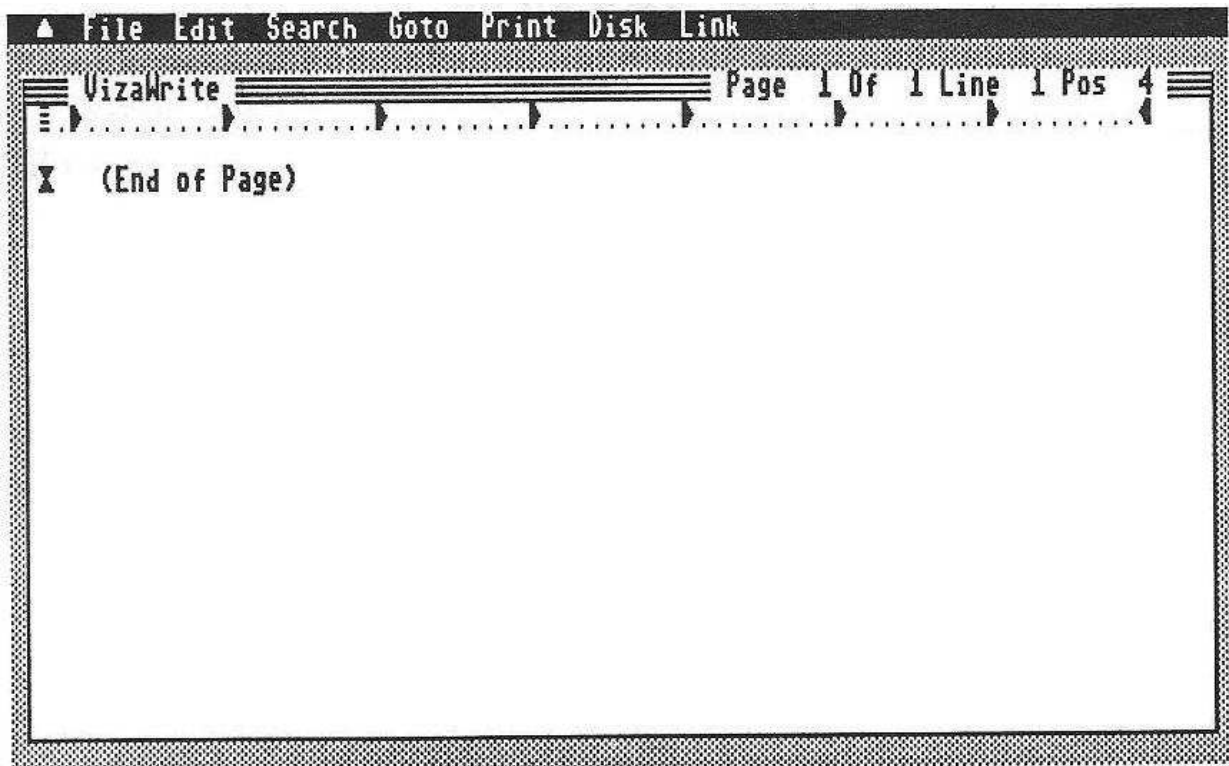 File Edit Search Goto Print Disk Link
VizaWrite Page 1 Of 1 Line 1 Pos 4
(End of Page)